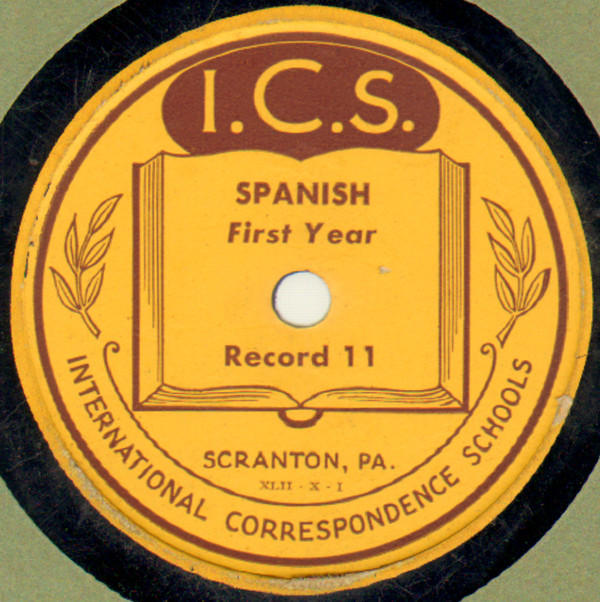 I.C.S.
SPANISH
First Year
Record 11
SCRANTON, PA.
XLII - X - I
INTERNATIONAL CORRESPONDENCE SCHOOLS